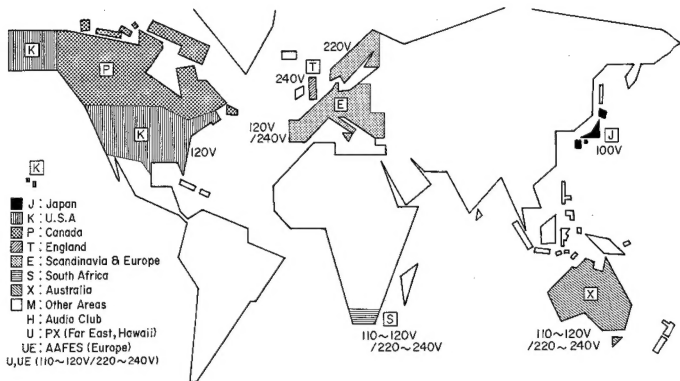 K
P
T
220V
240V
E
K
120V
/240V
120V
J
100V
K
J : Japan
K : U.S.A
P : Canada
T : England
E : Scandinavia & Europe
S : South Africa
X : Australia
M : Other Areas
H : Audio Club
U : PX (Far East, Hawaii)
UE : AAFES (Europe)
U,UE (110~120V/220~240V)
X
S
110~120V
/220~240V
110~120V
/220~240V